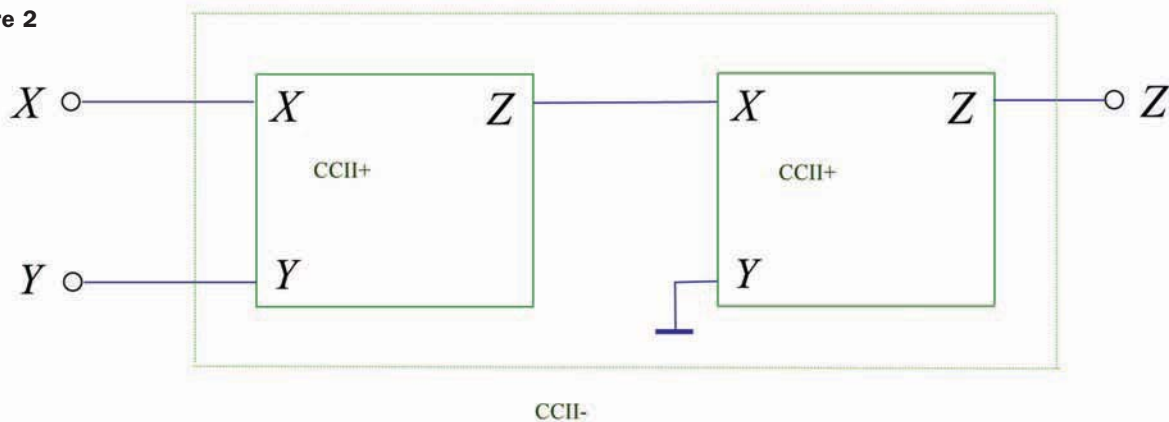 re 2
X X Z X Z Z
CCII+ CCII+
Y Y Y
CCII-